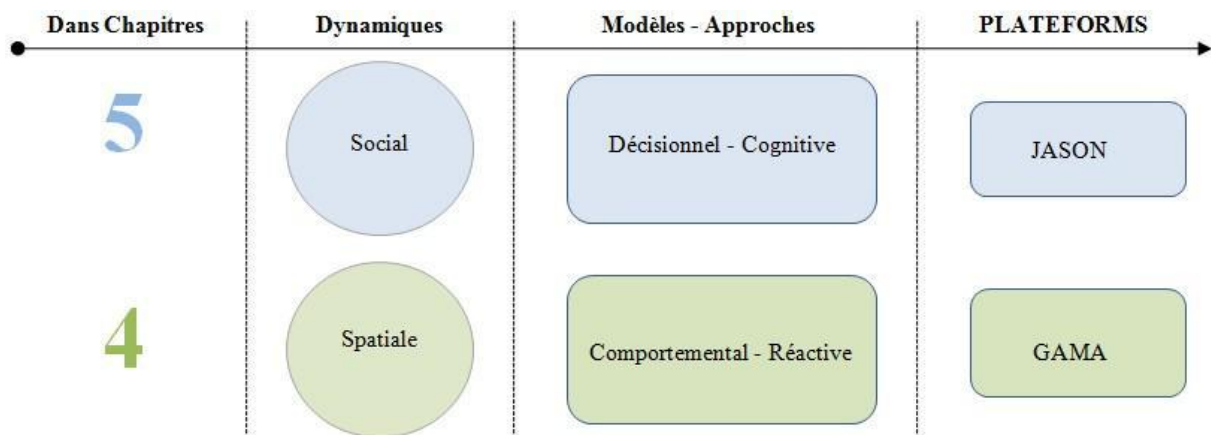 Dans Chapitres Dynamiques Modèles - Approches PLATEFORMS
5 Social Décisionnel - Cognitive JASON
4 Spatiale Comportemental - Réactive GAMA